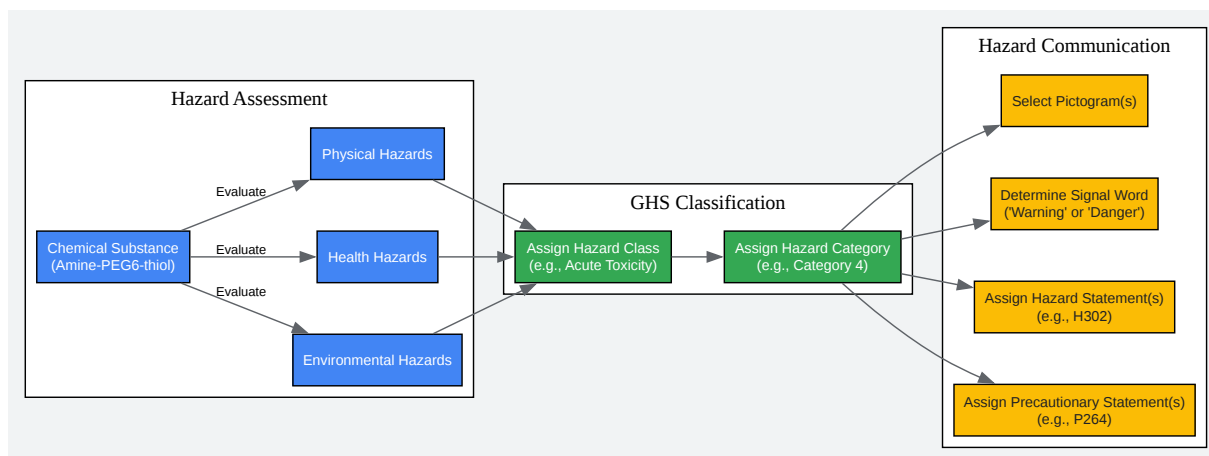 Hazard Assessment
Chemical Substance
(Amine-PEG6-thiol)
Evaluate
Evaluate
Evaluate
Physical Hazards
Health Hazards
Environmental Hazards
GHS Classification
Assign Hazard Class
(e.g., Acute Toxicity)
Assign Hazard Category
(e.g., Category 4)
Hazard Communication
Select Pictogram(s)
Determine Signal Word
('Warning' or 'Danger')
Assign Hazard Statement(s)
(e.g., H302)
Assign Precautionary Statement(s)
(e.g., P264)